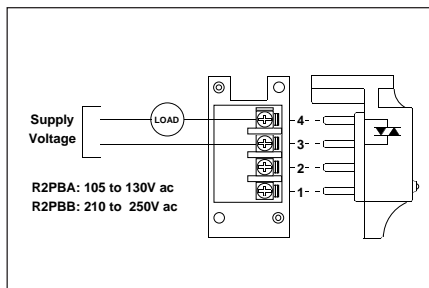 Supply
Voltage
LOAD
4
3
2
1
R2PBA: 105 to 130V ac
R2PBB: 210 to 250V ac